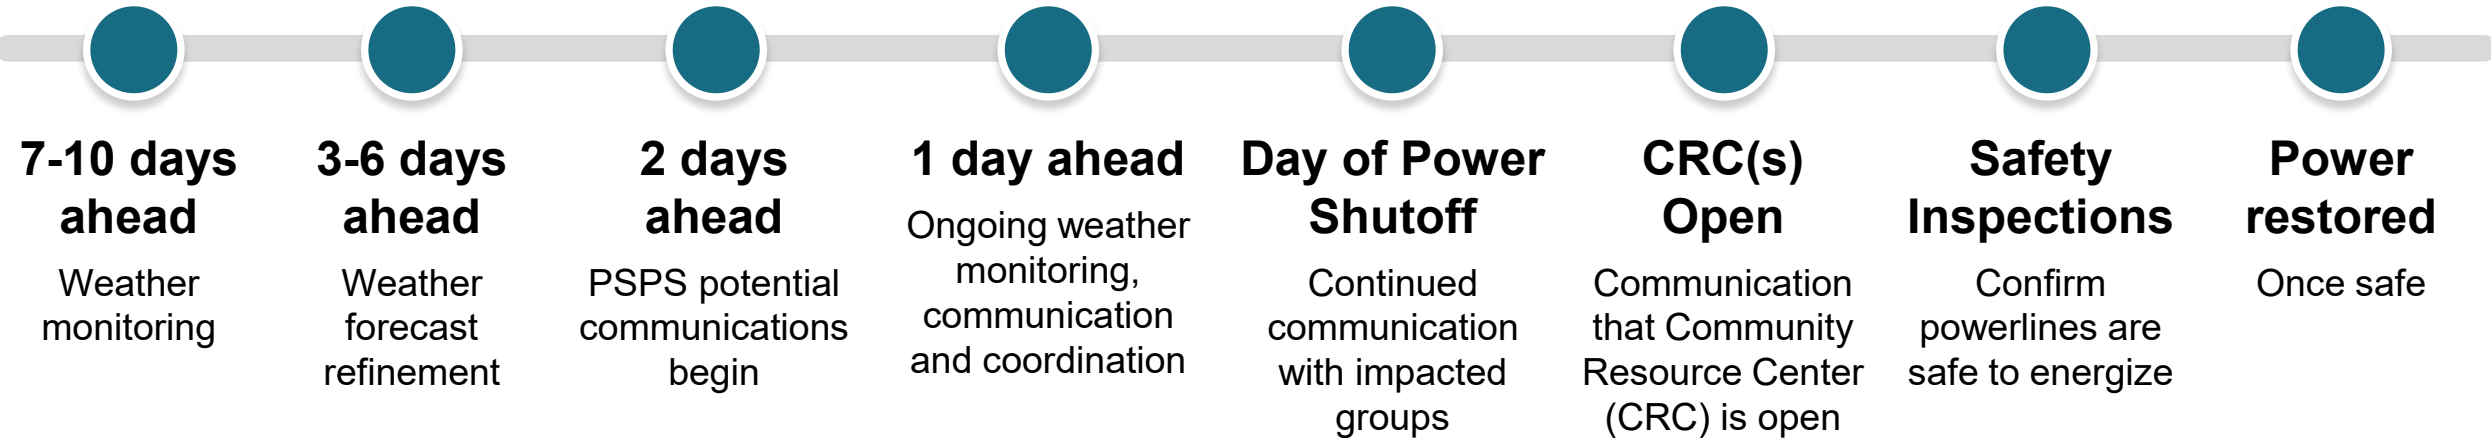 7-10 days
ahead
Weather
monitoring
3-6 days
ahead
Weather
forecast
refinement
2 days
ahead
PSPS potential
communications
begin
1 day ahead
Ongoing weather
monitoring,
communication
and coordination
Day of Power
Shutoff
Continued
communication
with impacted
groups
CRC(s)
Open
Communication
that Community
Resource Center
(CRC) is open
Safety
Inspections
Confirm
powerlines are
safe to energize
Power
restored
Once safe